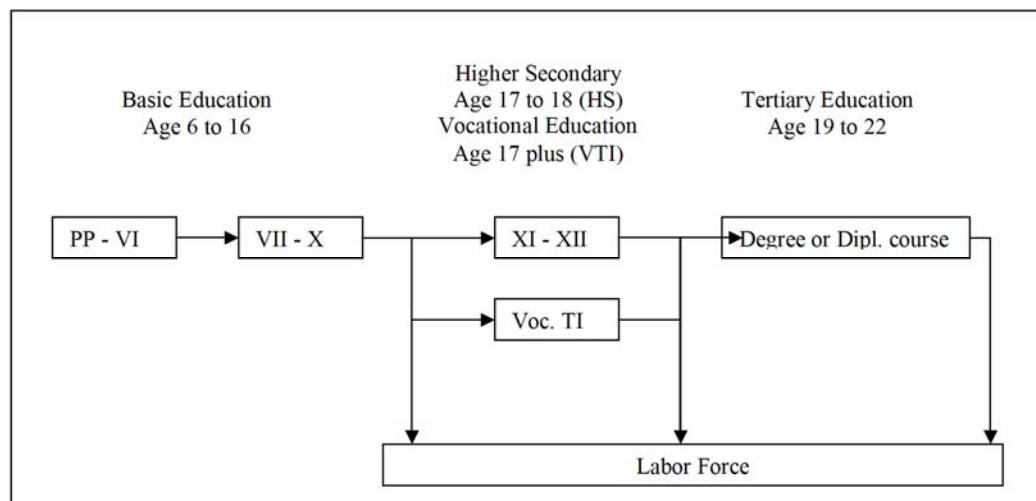 Basic Education
Age 6 to 16
Higher Secondary
Age 17 to 18 (HS)
Vocational Education
Age 17 plus (VTI)
Tertiary Education
Age 19 to 22
PP - VI
VII - X
XI - XII
Degree or Dipl. course
Voc. TI
Labor Force